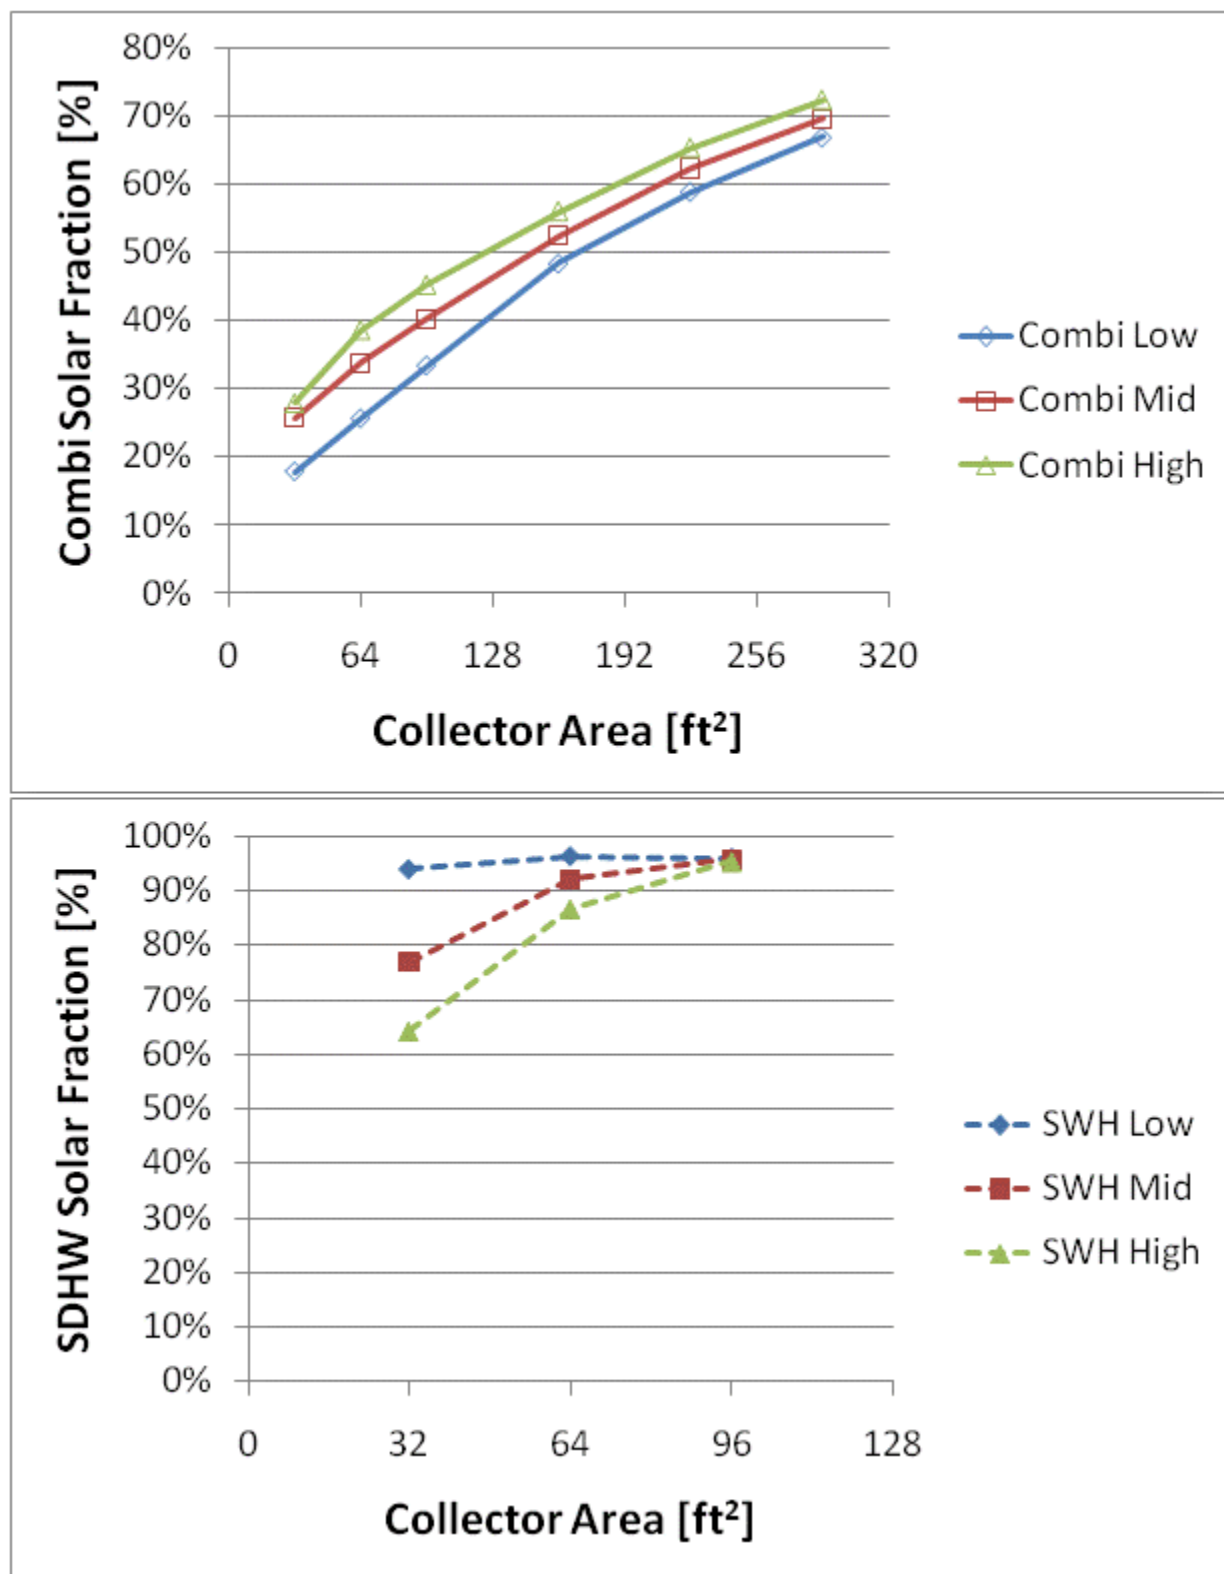 Combi Solar Fraction [%]
80%
70%
60%
50%
40%
30%
20%
10%
0%
0 64 128 192 256 320
Collector Area [ft²]
Combi Low
Combi Mid
Combi High
SDHW Solar Fraction [%]
100%
90%
80%
70%
60%
50%
40%
30%
20%
10%
0%
0 32 64 96 128
Collector Area [ft²]
SWH Low
SWH Mid
SWH High